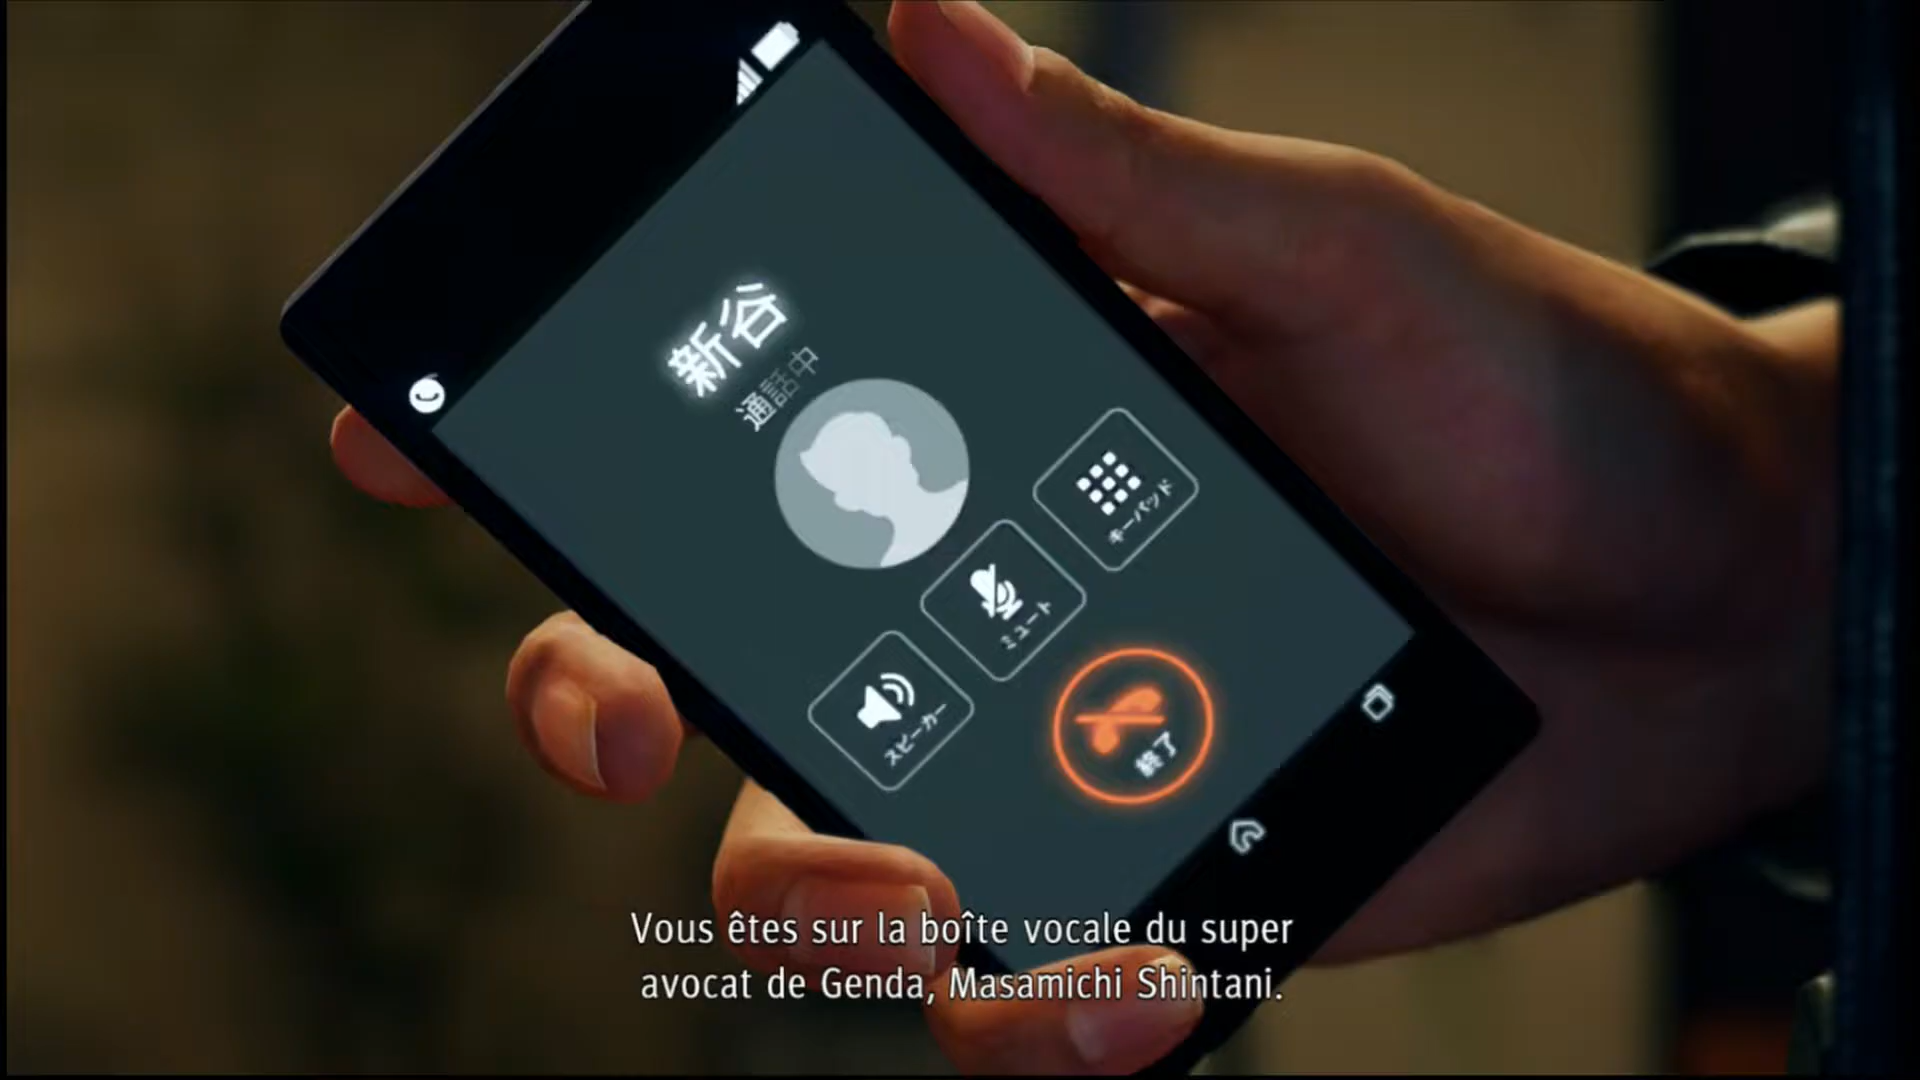 新谷
通話中
キーパッド
ミュート
スピーカー
終了
Vous êtes sur la boîte vocale du super
avocat de Genda, Masamichi Shintani.